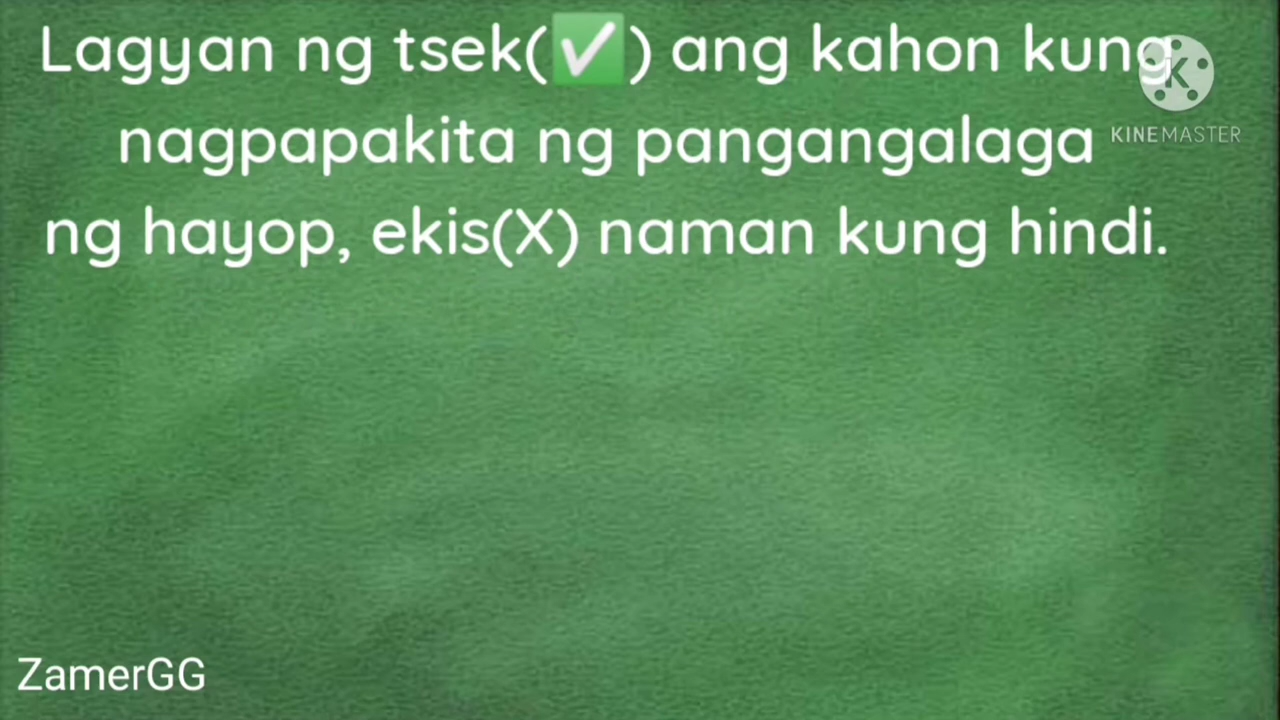 Lagyan ng tsek(✅) ang kahon kung
nagpapakita ng pangangalaga
ng hayop, ekis(X) naman kung hindi.
K
KINEMASTER
ZamerGG